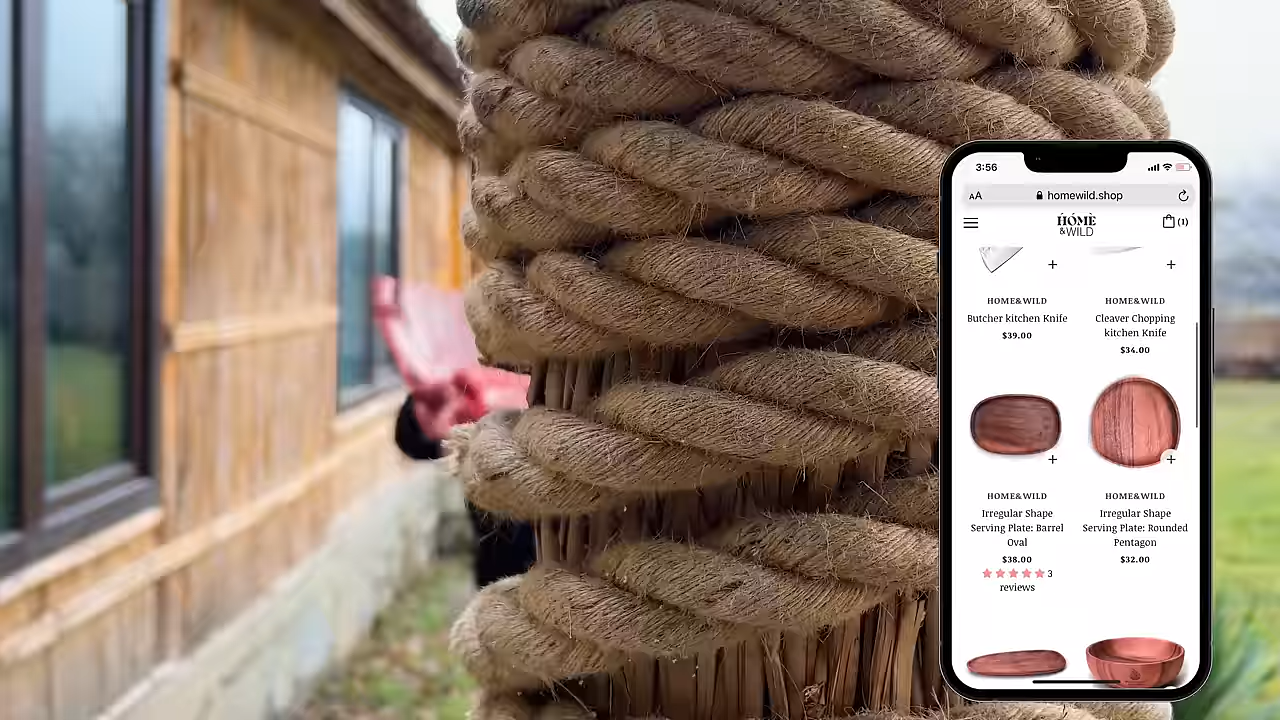 3:56
AA homewild.shop
HOME
&WILD
(1)
+
+
HOME&WILD
Butcher kitchen Knife
$39.00
HOME&WILD
Cleaver Chopping
kitchen Knife
$34.00
+
+
HOME&WILD
Irregular Shape
Serving Plate: Barrel
Oval
$38.00
3
reviews
HOME&WILD
Irregular Shape
Serving Plate: Rounded
Pentagon
$32.00